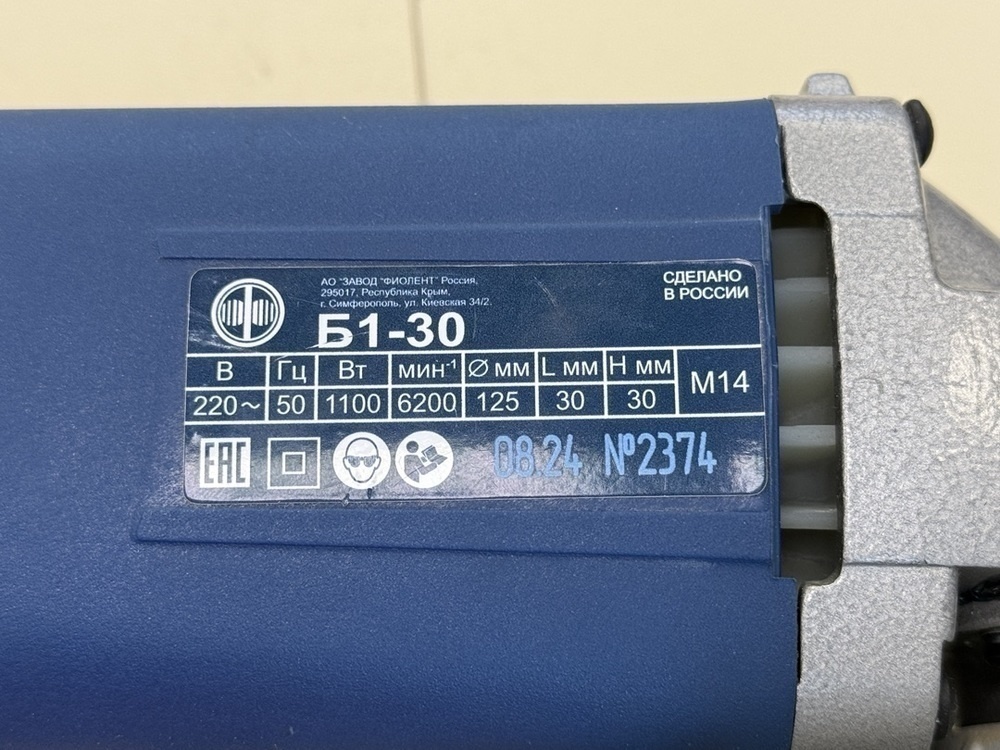 АО "ЗАВОД "ФИОЛЕНТ" Россия,
295017, Республика Крым,
г. Симферополь, ул. Киевская 34/2,
СДЕЛАНО
В РОССИИ
Б1-30
В Гц Вт мин⁻¹ Ø мм L мм H мм М14
220~ 50 1100 6200 125 30 30
ЕАС 08.24 №2374